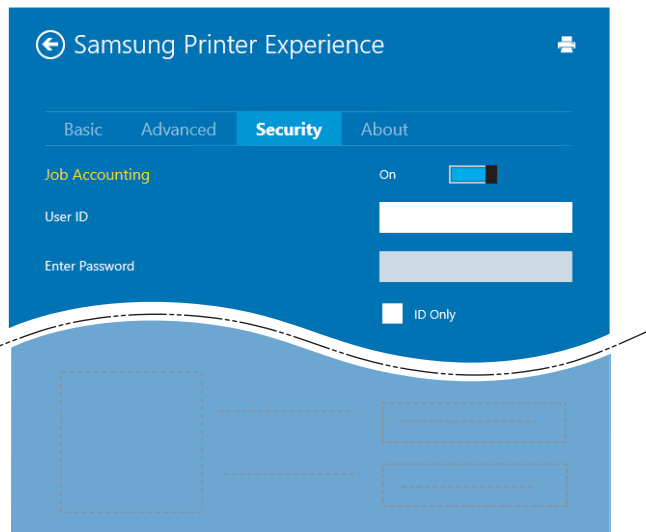 Samsung Printer Experience
Basic Advanced Security About
Job Accounting On
User ID
Enter Password
ID Only